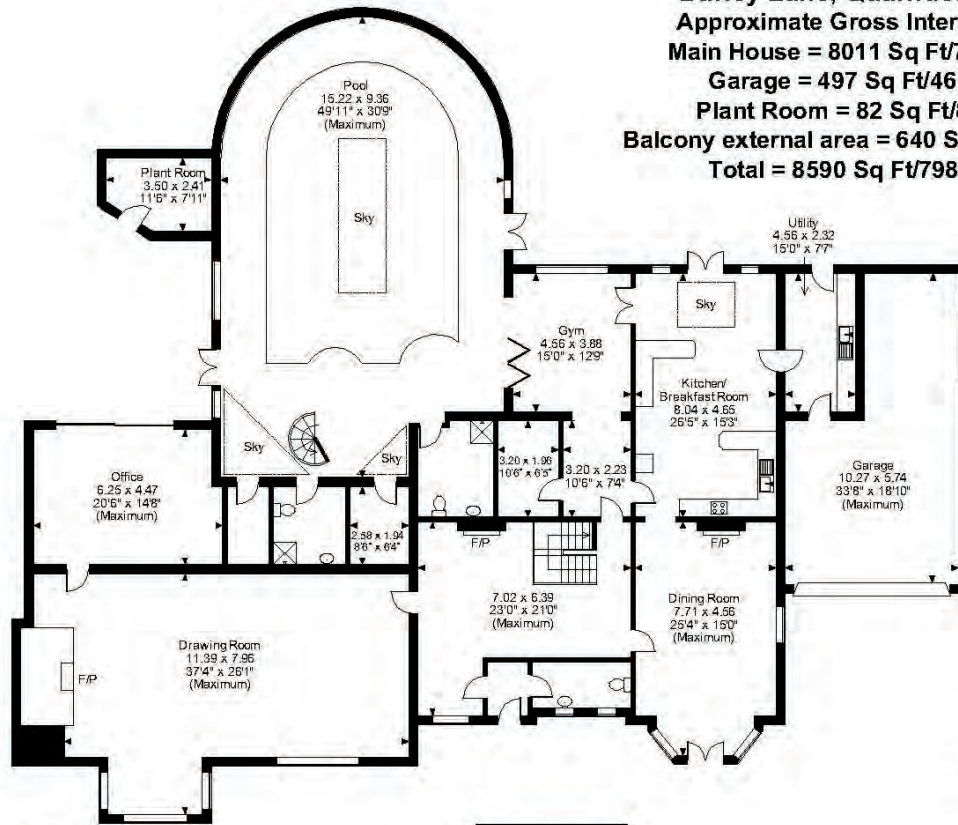 Approximate Gross Inter
Main House = 8011 Sq Ft/7
Garage = 497 Sq Ft/46
Plant Room = 82 Sq Ft/8
Balcony external area = 640 S
Total = 8590 Sq Ft/798
Pool
15.22 x 9.36
49'11" x 30'9"
(Maximum)
Plant Room
3.50 x 2.41
11'6" x 7'11"
Sky
Utility
4.56 x 2.32
15'0" x 7'7"
Sky
Gym
4.56 x 3.88
15'0" x 12'9"
Kitchen/
Breakfast Room
8.04 x 4.65
26'5" x 15'3"
Sky
Sky
Office
6.25 x 4.47
20'6" x 14'8"
(Maximum)
3.20 x 1.96
10'6" x 6'5"
3.20 x 2.23
10'6" x 7'4"
Garage
10.27 x 5.74
33'8" x 18'10"
(Maximum)
2.58 x 1.94
8'6" x 6'4"
F/P
F/P
7.02 x 6.39
23'0" x 21'0"
(Maximum)
Dining Room
7.71 x 4.56
25'4" x 15'0"
(Maximum)
Drawing Room
11.39 x 7.96
37'4" x 26'1"
(Maximum)
F/P